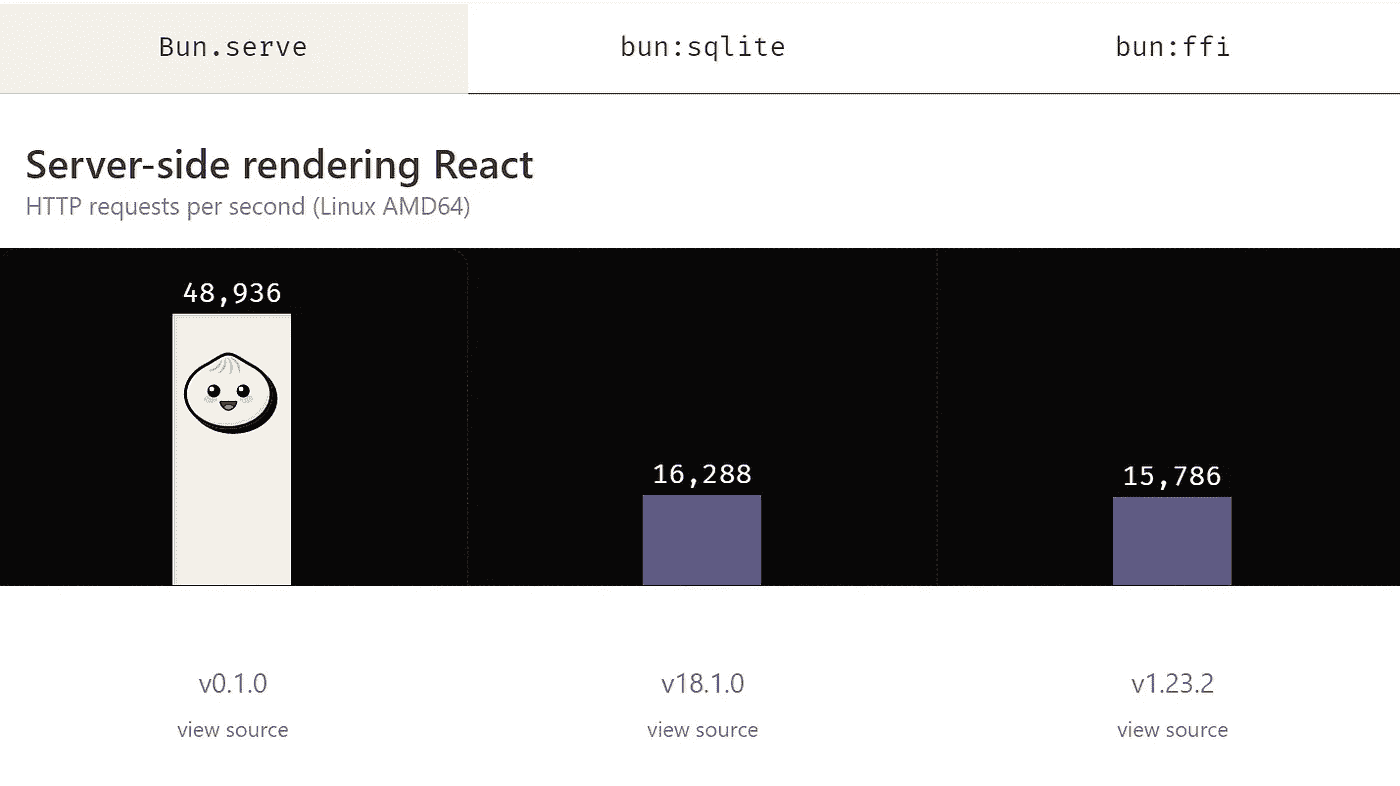 Bun.serve bun:sqlite bun:ffi
Server-side rendering React
HTTP requests per second (Linux AMD64)
48,936
16,288 15,786
v0.1.0 v18.1.0 v1.23.2
view source view source view source